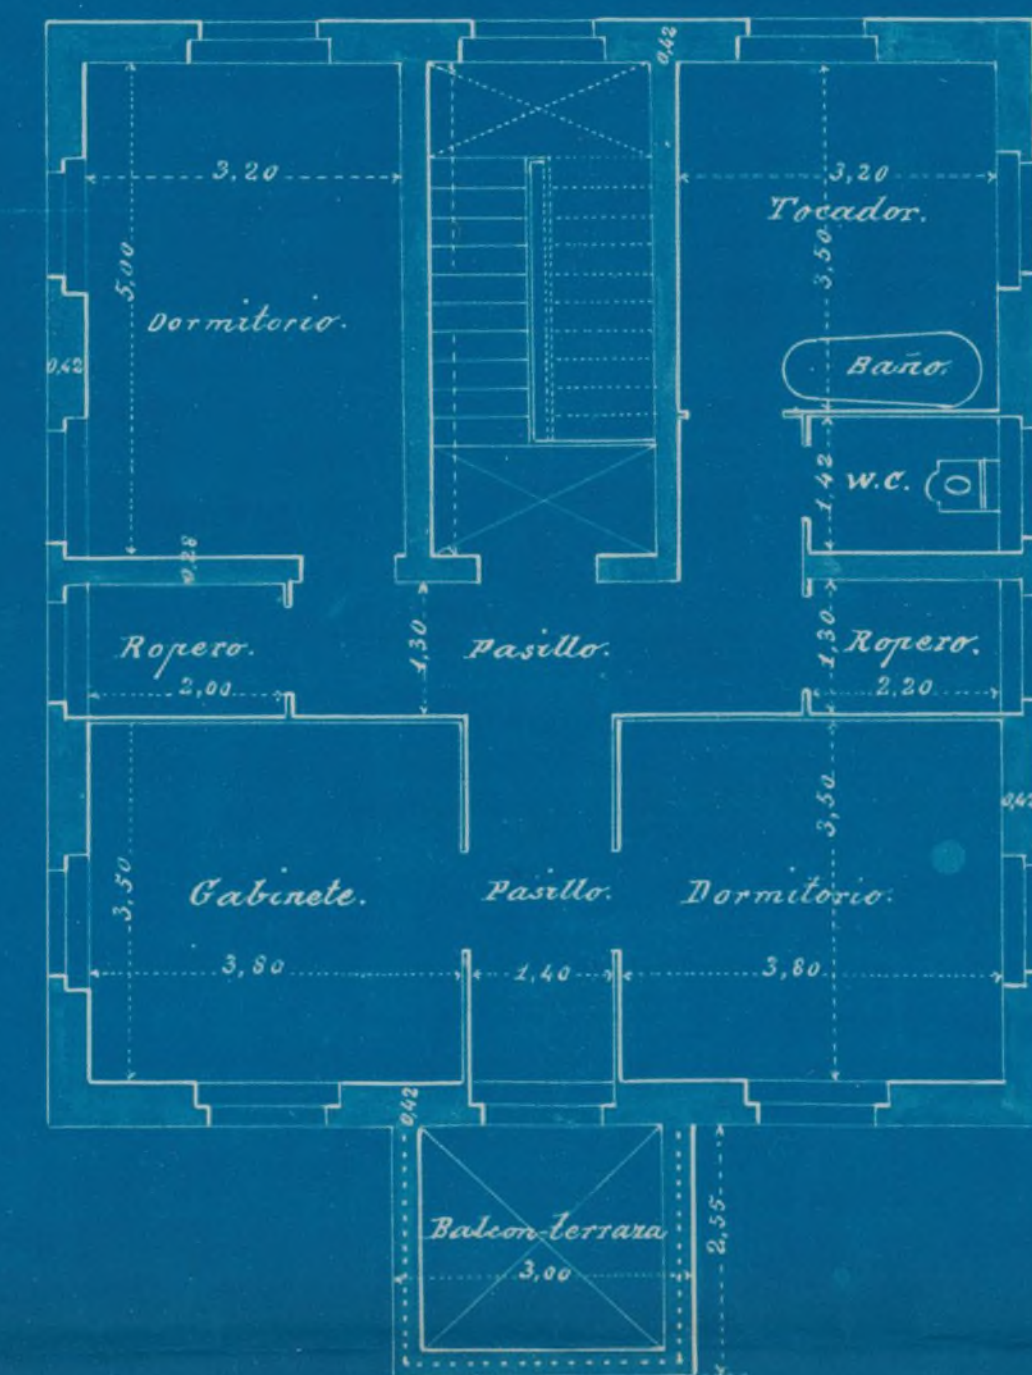 0,42
3,20
3,20
Tocador.
5,00
3,50
Dormitorio.
0,42
Baño.
W.C.
1,42
0,28
Ropero.
1,30
Pasillo.
1,30
Ropero.
2,00
2,20
3,50
0,42
3,50
Gabinete.
Pasillo.
Dormitorio.
3,80
1,40
3,80
0,42
Balcon-terraza
2,55
3,00